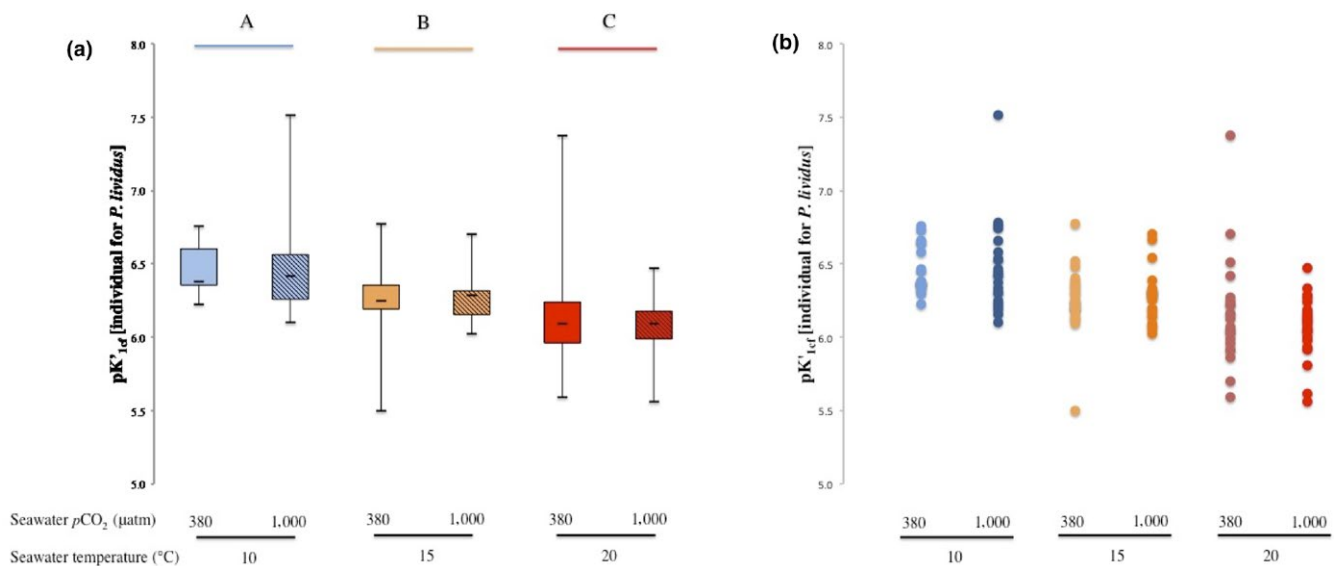 A B C
(a)
8.0
7.5
7.0
6.5
6.0
5.5
5.0
pK'1cf [individual for P. lividus]
Seawater pCO2 (µatm) 380 1.000 380 1.000 380 1.000
Seawater temperature (°C) 10 15 20
(b)
8.0
7.5
7.0
6.5
6.0
5.5
5.0
pK'1cf [individual for P. lividus]
380 1.000 380 1.000 380 1.000
10 15 20